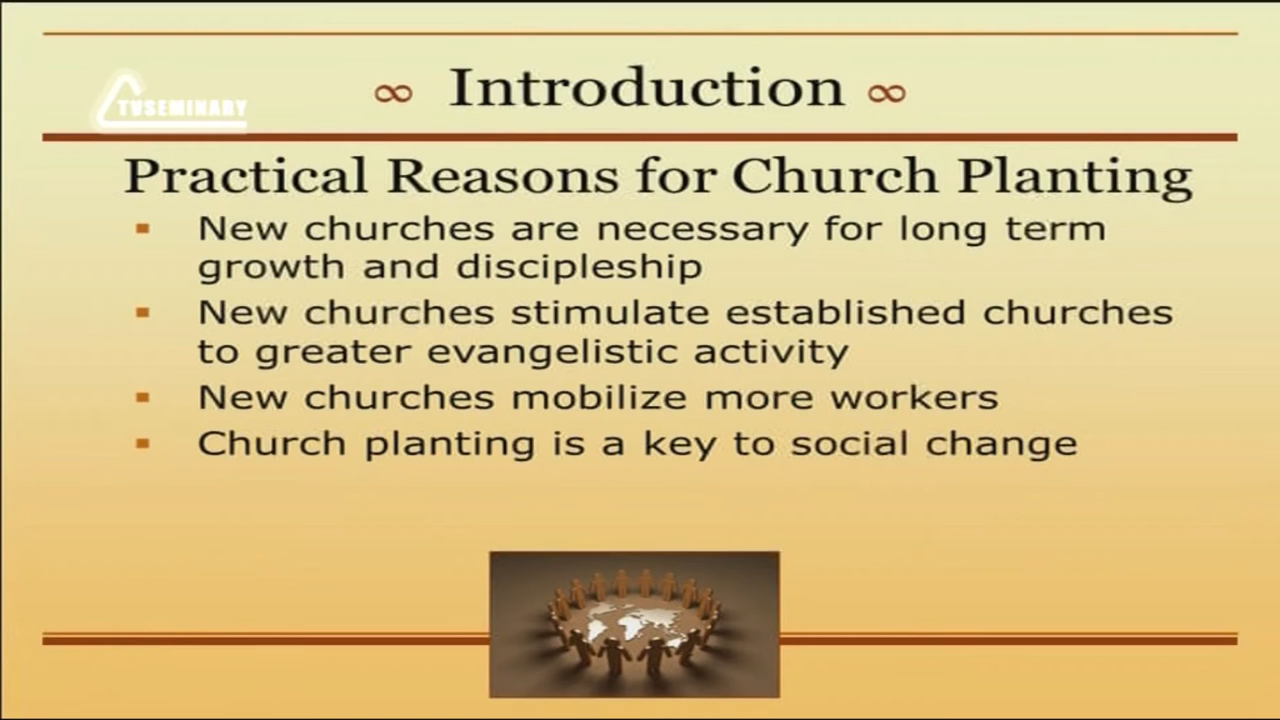 TVSEMINARY
∞ Introduction ∞
Practical Reasons for Church Planting
▪ New churches are necessary for long term
growth and discipleship
▪ New churches stimulate established churches
to greater evangelistic activity
▪ New churches mobilize more workers
▪ Church planting is a key to social change